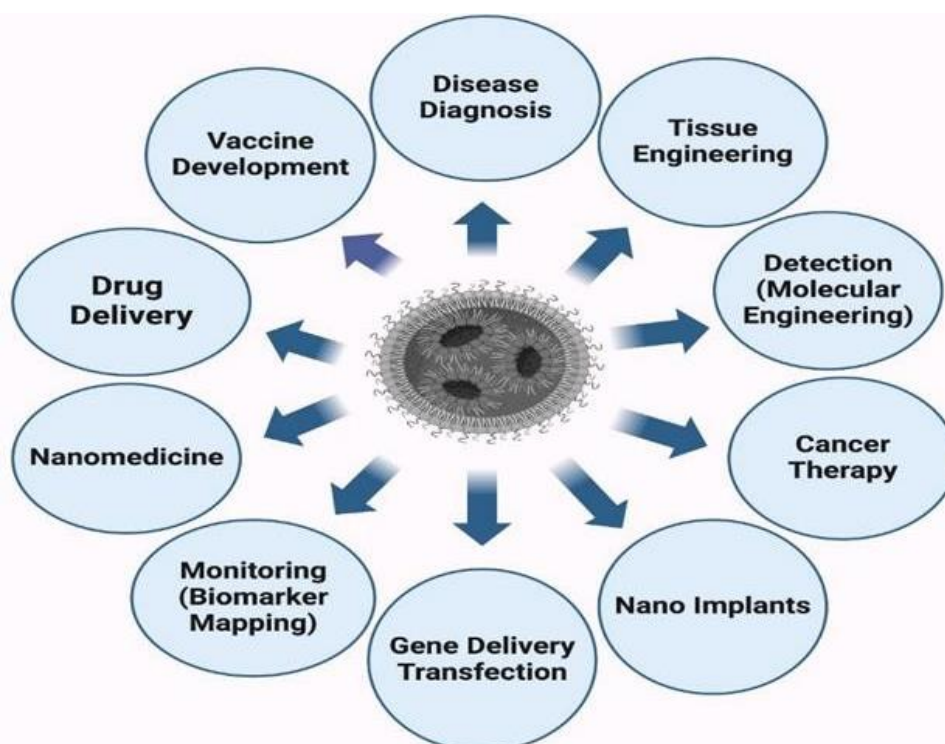 Disease
Diagnosis
Tissue
Engineering
Detection
(Molecular
Engineering)
Cancer
Therapy
Nano Implants
Gene Delivery
Transfection
Monitoring
(Biomarker
Mapping)
Nanomedicine
Drug
Delivery
Vaccine
Development